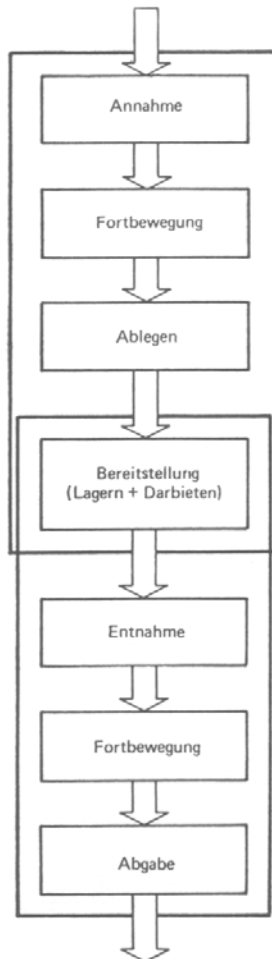 Annahme
Fortbewegung
Ablegen
Bereitstellung
(Lagern + Darbieten)
Entnahme
Fortbewegung
Abgabe